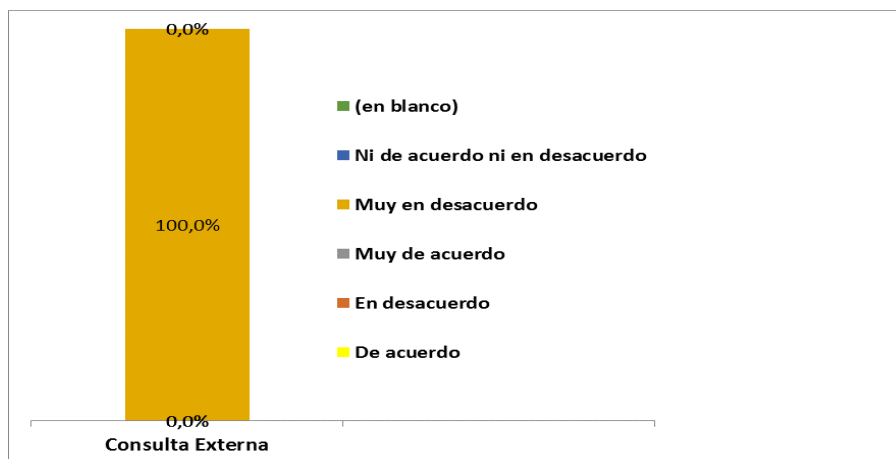 0,0%
(en blanco)
Ni de acuerdo ni en desacuerdo
Muy en desacuerdo
100,0%
Muy de acuerdo
En desacuerdo
De acuerdo
0,0%
Consulta Externa